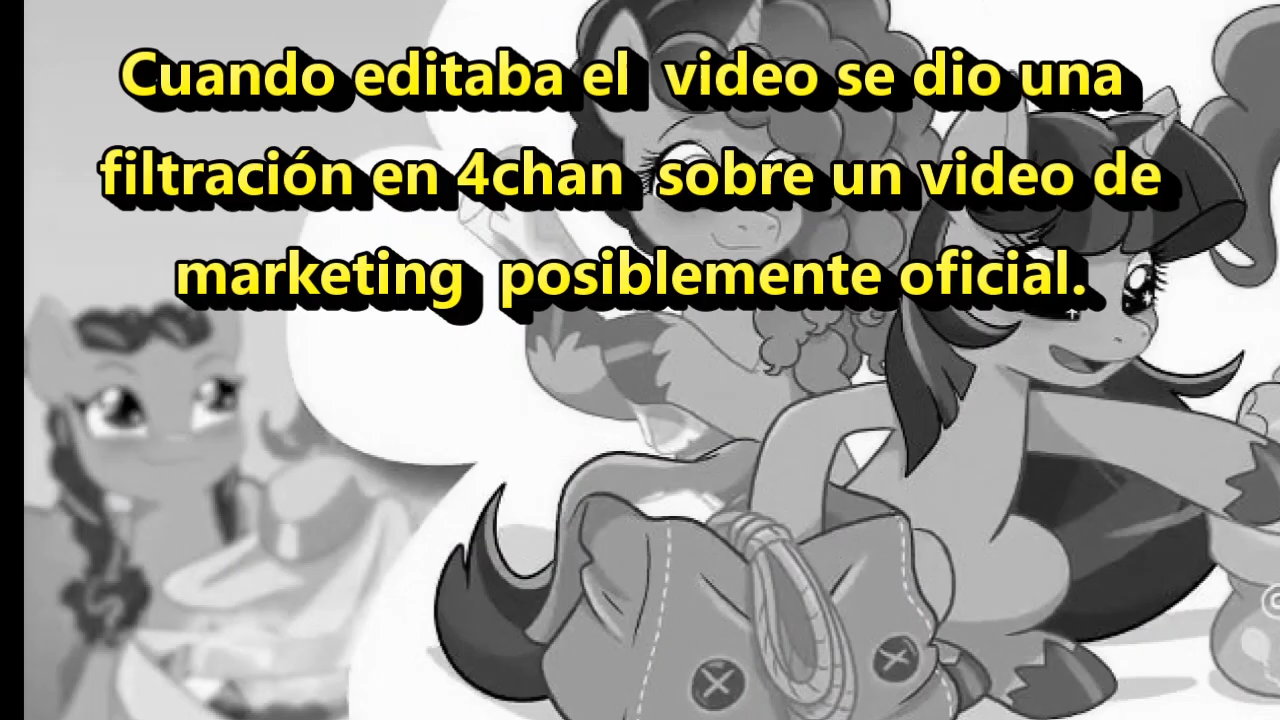 Cuando editaba el video se dio una
filtración en 4chan sobre un video de
marketing posiblemente oficial.